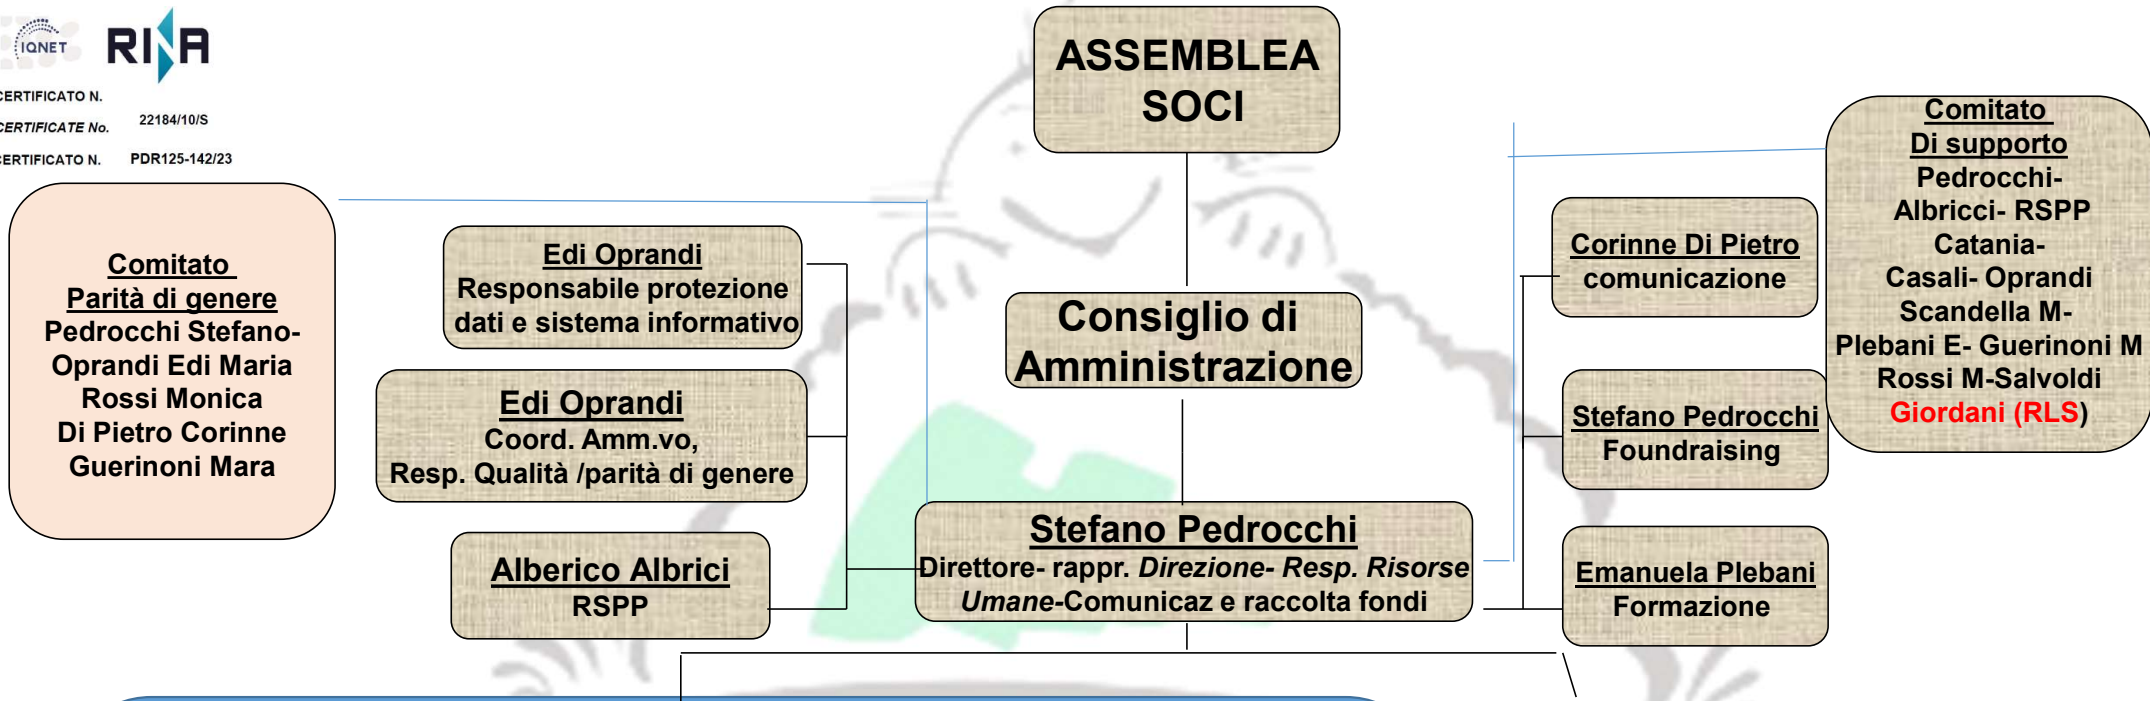 IQNET
RINA
CERTIFICATO N.
CERTIFICATE No. 22184/10/S
CERTIFICATO N. PDR125-142/23
ASSEMBLEA
SOCI
Comitato
Di supporto
Pedrocchi-
Albricci- RSPP
Catania-
Casali- Oprandi
Scandella M-
Plebani E- Guerinoni M
Rossi M-Salvoldi
Giordani (RLS)
Comitato
Parità di genere
Pedrocchi Stefano-
Oprandi Edi Maria
Rossi Monica
Di Pietro Corinne
Guerinoni Mara
Edi Oprandi
Responsabile protezione
dati e sistema informativo
Consiglio di
Amministrazione
Corinne Di Pietro
comunicazione
Edi Oprandi
Coord. Amm.vo,
Resp. Qualità /parità di genere
Stefano Pedrocchi
Foundraising
Alberico Albrici
RSPP
Stefano Pedrocchi
Direttore- rappr. Direzione- Resp. Risorse
Umane-Comunicaz e raccolta fondi
Emanuela Plebani
Formazione